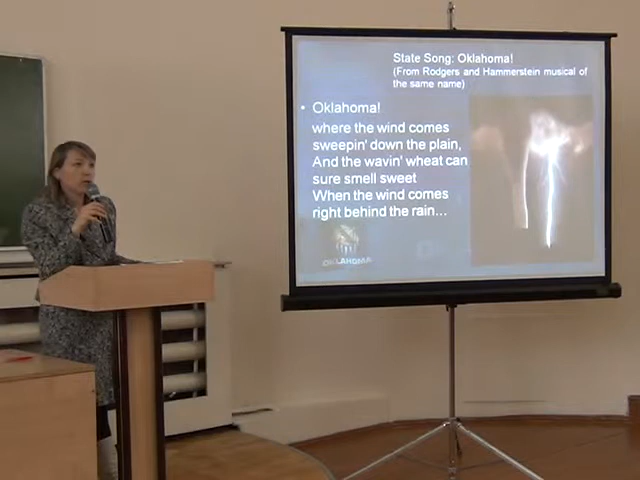 State Song: Oklahoma!
(From Rodgers and Hammerstein musical of
the same name)
• Oklahoma!
where the wind comes
sweepin' down the plain,
And the wavin' wheat can
sure smell sweet
When the wind comes
right behind the rain...
OKLAHOMA